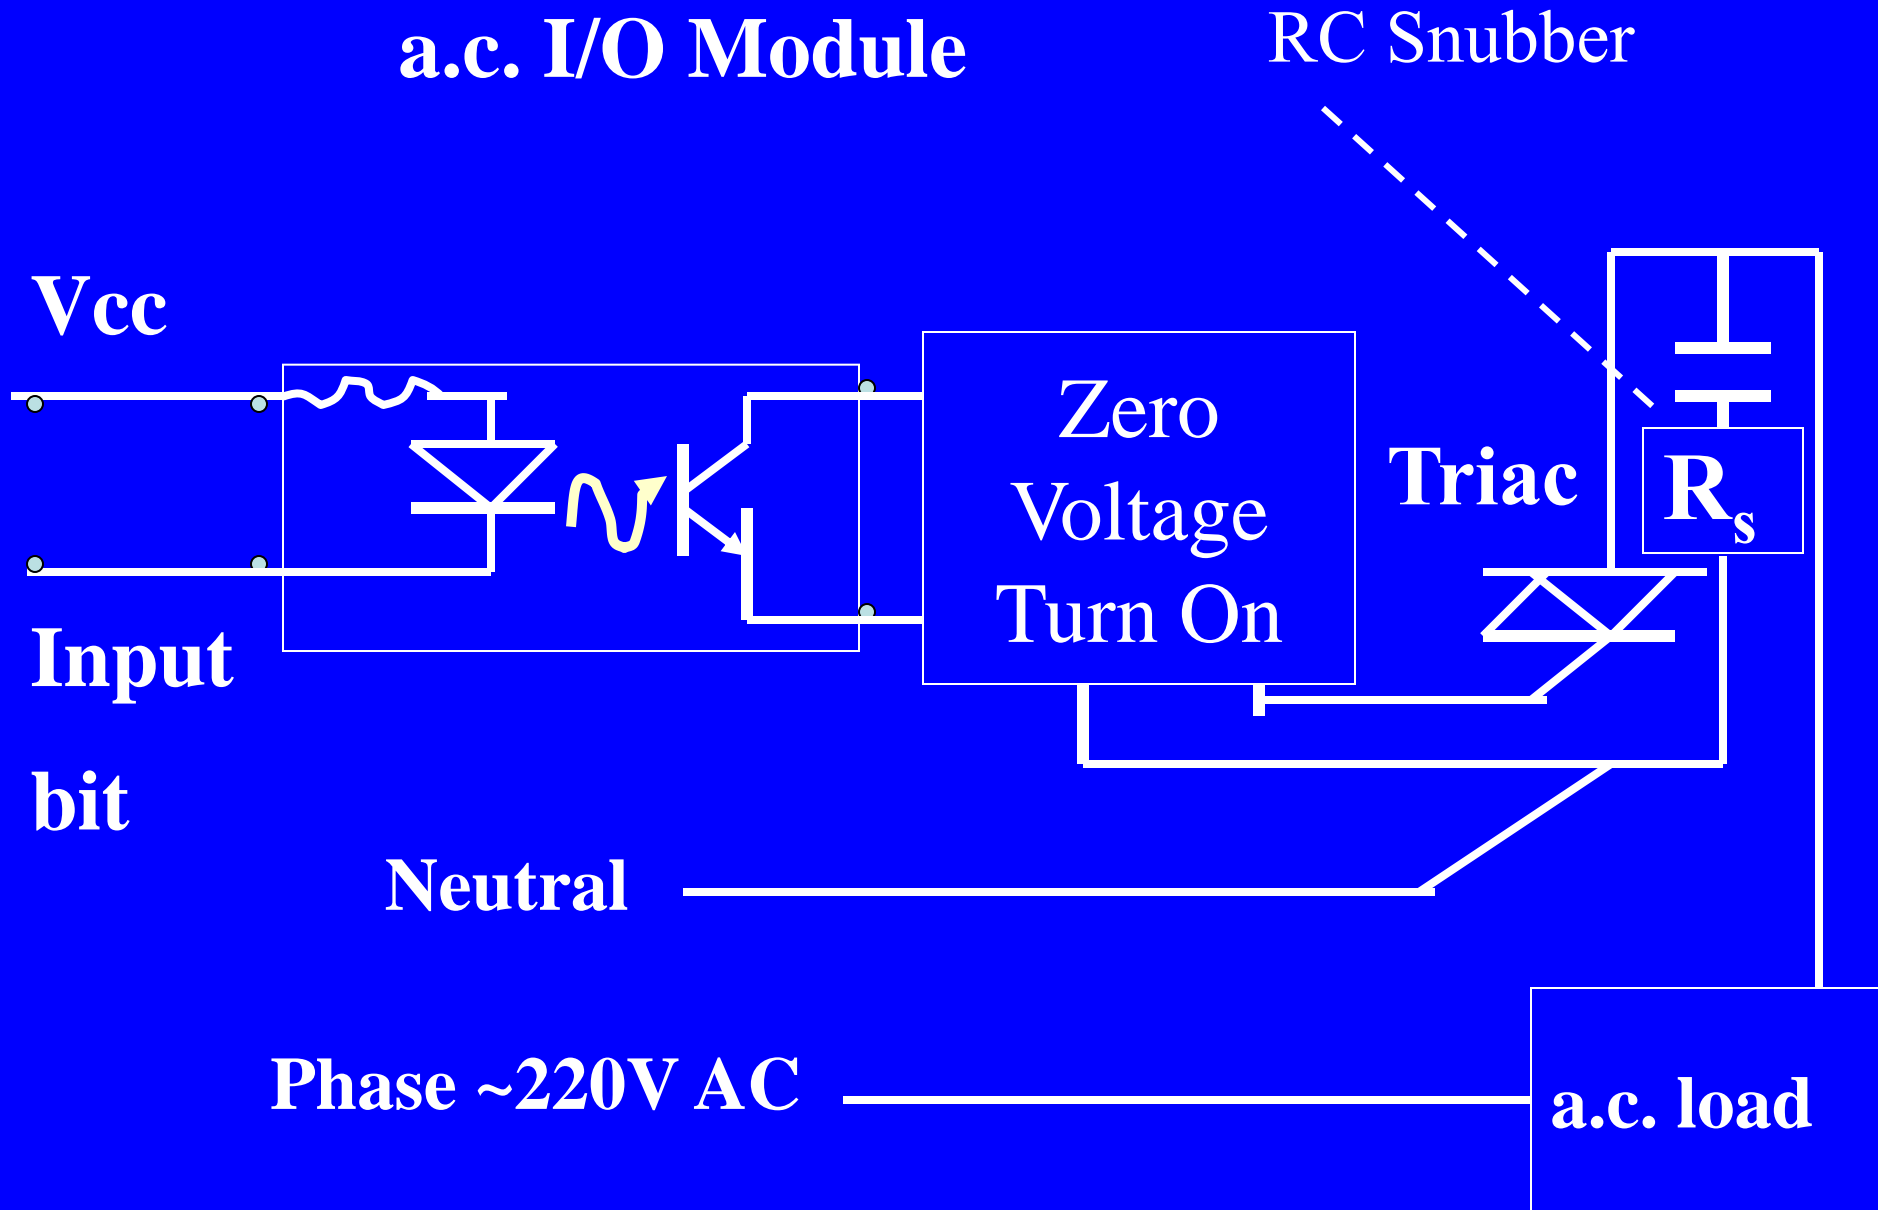 a.c. I/O Module
RC Snubber
Vcc
Zero
Voltage
Turn On
Triac
Rs
Input
bit
Neutral
Phase ~220V AC
a.c. load